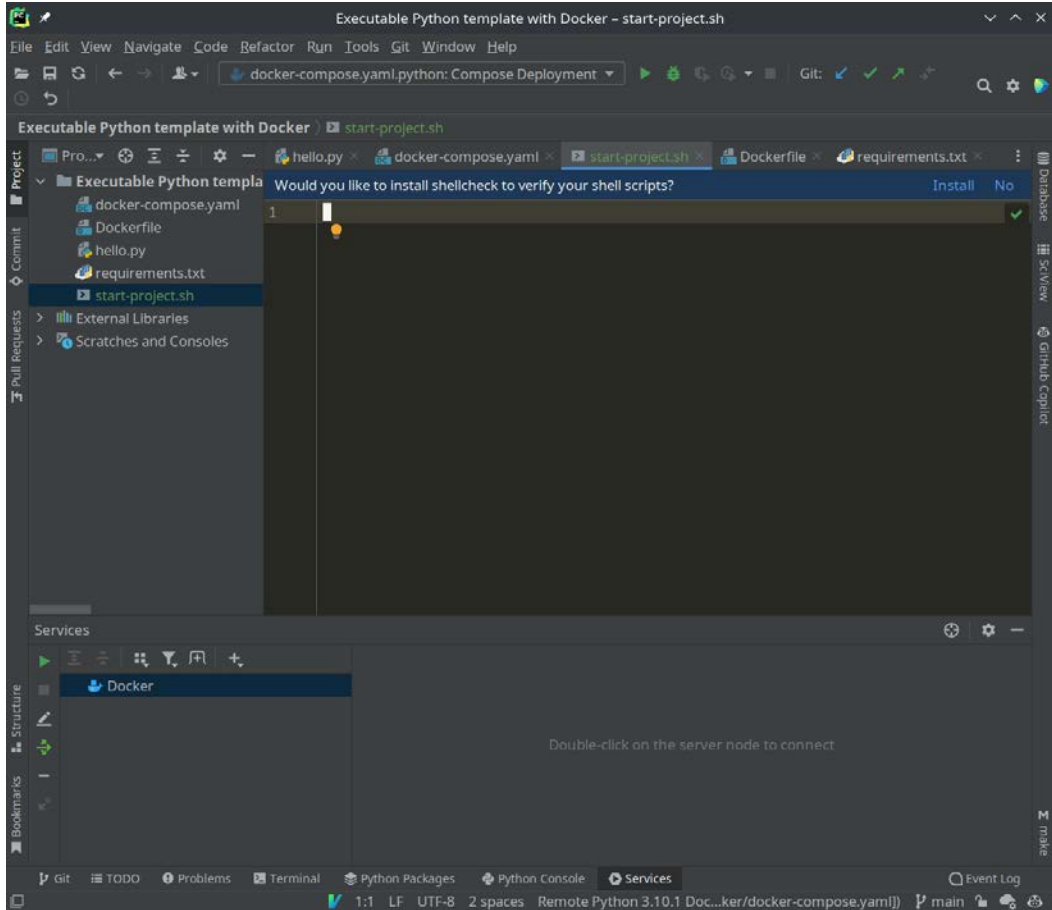 Executable Python template with Docker – start-project.sh
File Edit View Navigate Code Refactor Run Tools Git Window Help
docker-compose.yaml.python: Compose Deployment Git:
Executable Python template with Docker start-project.sh
Project
Commit
Pull Requests
Structure
Bookmarks
Pro...
Executable Python templa
docker-compose.yaml
Dockerfile
hello.py
requirements.txt
start-project.sh
External Libraries
Scratches and Consoles
hello.py docker-compose.yaml start-project.sh Dockerfile requirements.txt
Would you like to install shellcheck to verify your shell scripts? Install No
1
Database
SciView
GitHub Copilot
make
Services
Docker
Double-click on the server node to connect
Git TODO Problems Terminal Python Packages Python Console Services Event Log
1:1 LF UTF-8 2 spaces Remote Python 3.10.1 Doc...ker/docker-compose.yaml]) main